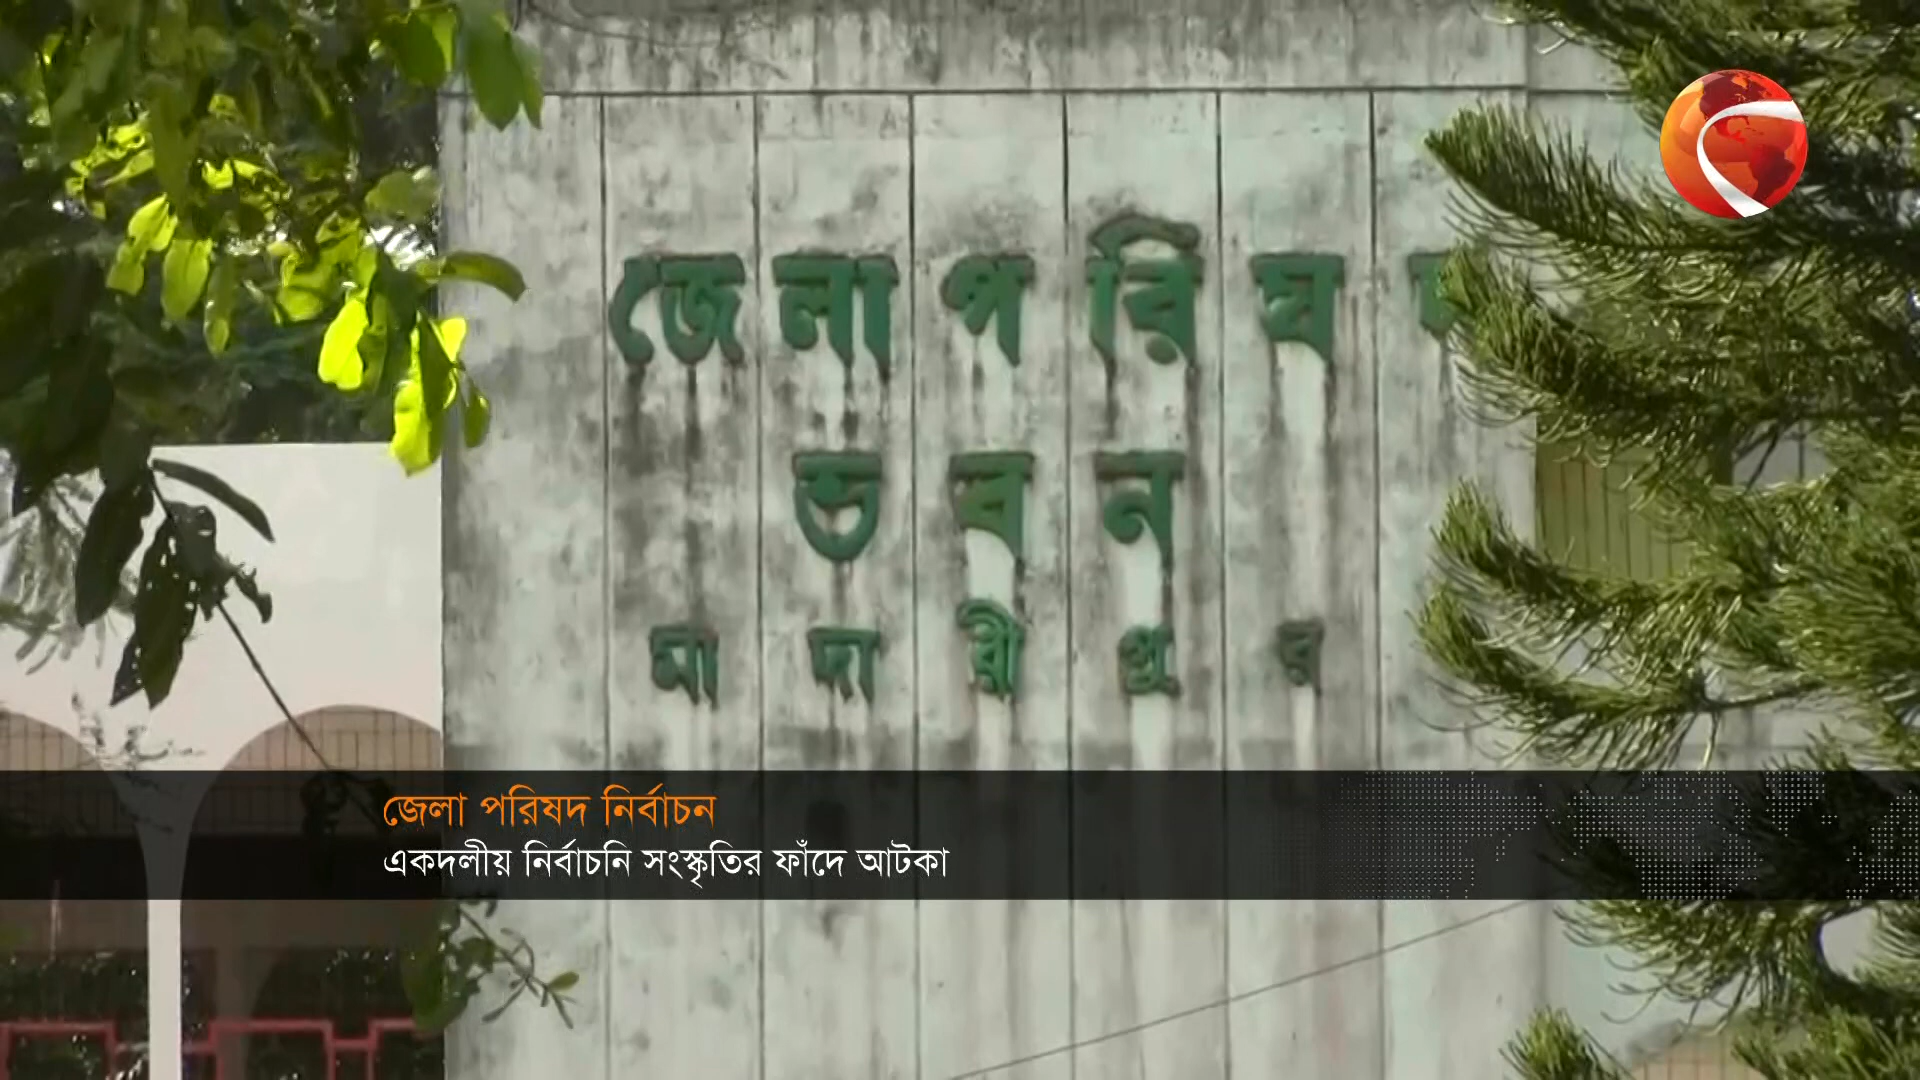 জেলা পরিষদ
ভবন
মাদারীপুর
জেলা পরিষদ নির্বাচন
একদলীয় নির্বাচনি সংস্কৃতির ফাঁদে আটকা